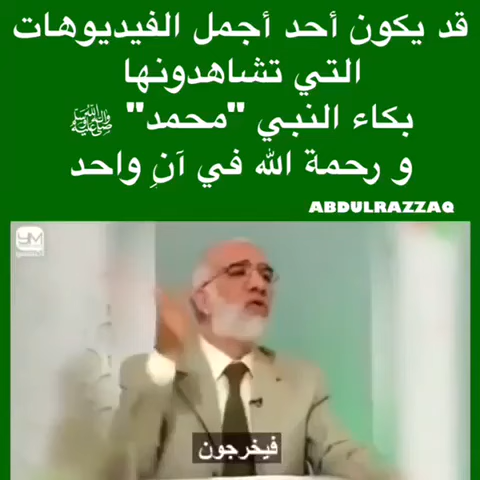 قد يكون أحد أجمل الفيديوهات
التي تشاهدونها
بكاء النبي "محمد" ﷺ
و رحمة الله في آنِ واحد
ABDULRAZZAQ
فيخرجون